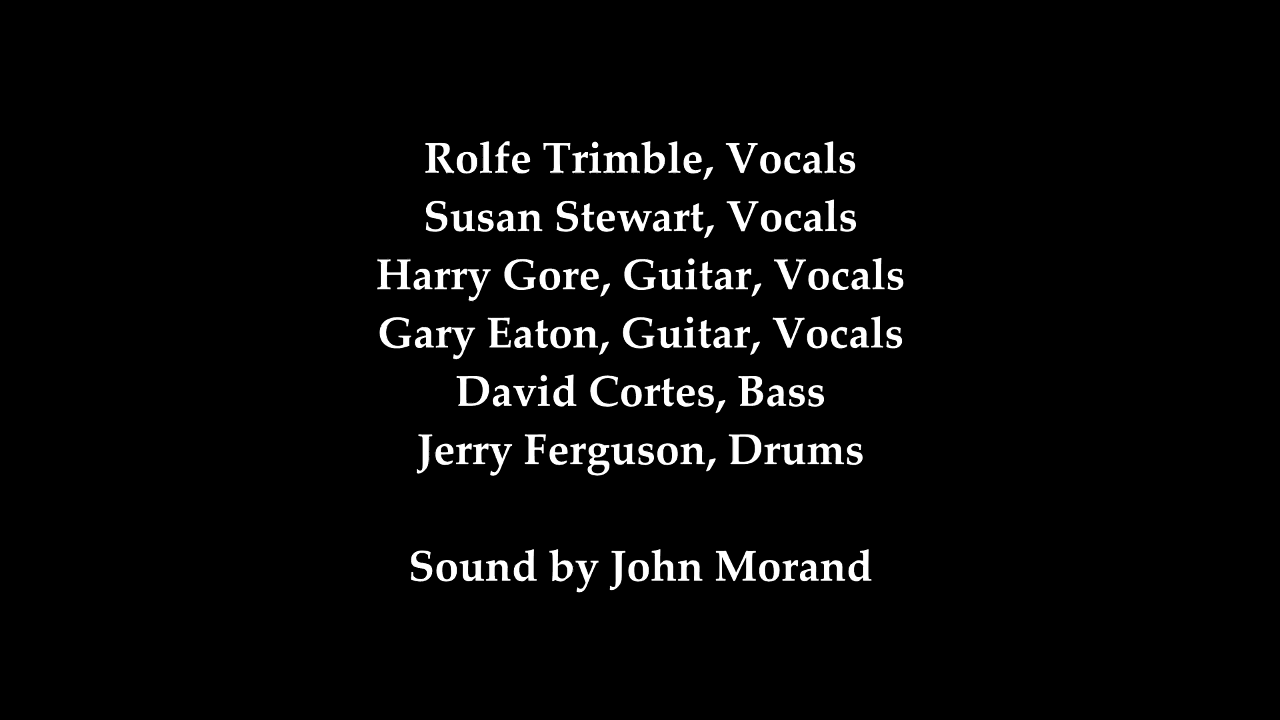 Rolfe Trimble, Vocals
Susan Stewart, Vocals
Harry Gore, Guitar, Vocals
Gary Eaton, Guitar, Vocals
David Cortes, Bass
Jerry Ferguson, Drums
Sound by John Morand